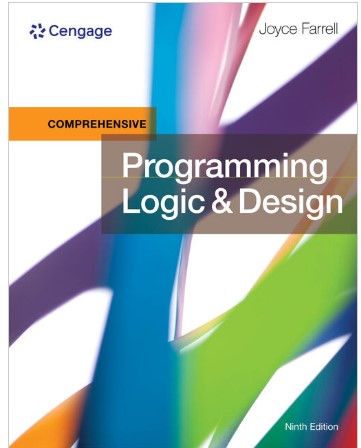 Cengage
Joyce Farrell
COMPREHENSIVE
Programming
Logic & Design
Ninth Edition